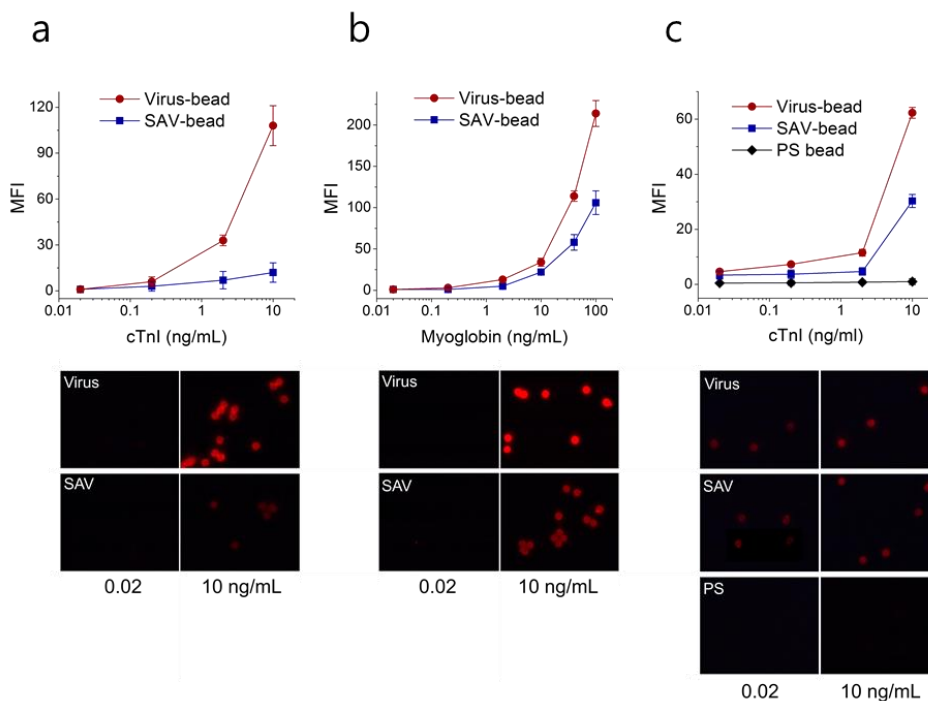 a
Virus-bead
SAV-bead
MFI
120
90
60
30
0
0.01 0.1 1 10
cTnI (ng/mL)
Virus
SAV
0.02 10 ng/mL
b
Virus-bead
SAV-bead
MFI
200
150
100
50
0
0.01 0.1 1 10 100
Myoglobin (ng/mL)
Virus
SAV
0.02 10 ng/mL
c
Virus-bead
SAV-bead
PS bead
MFI
60
40
20
0
0.01 0.1 1 10
cTnI (ng/ml)
Virus
SAV
PS
0.02 10 ng/mL